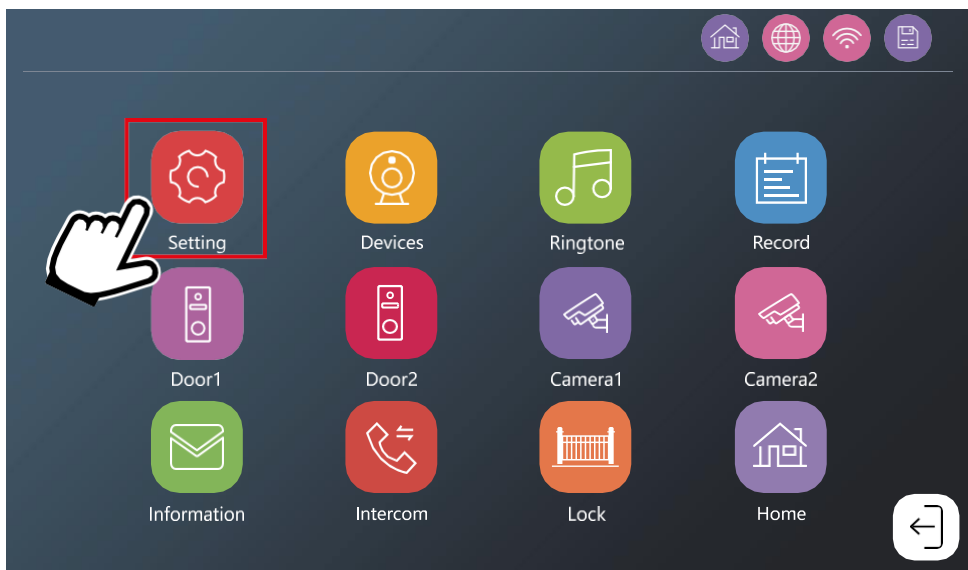 Setting
Devices
Ringtone
Record
Door1
Door2
Camera1
Camera2
Information
Intercom
Lock
Home